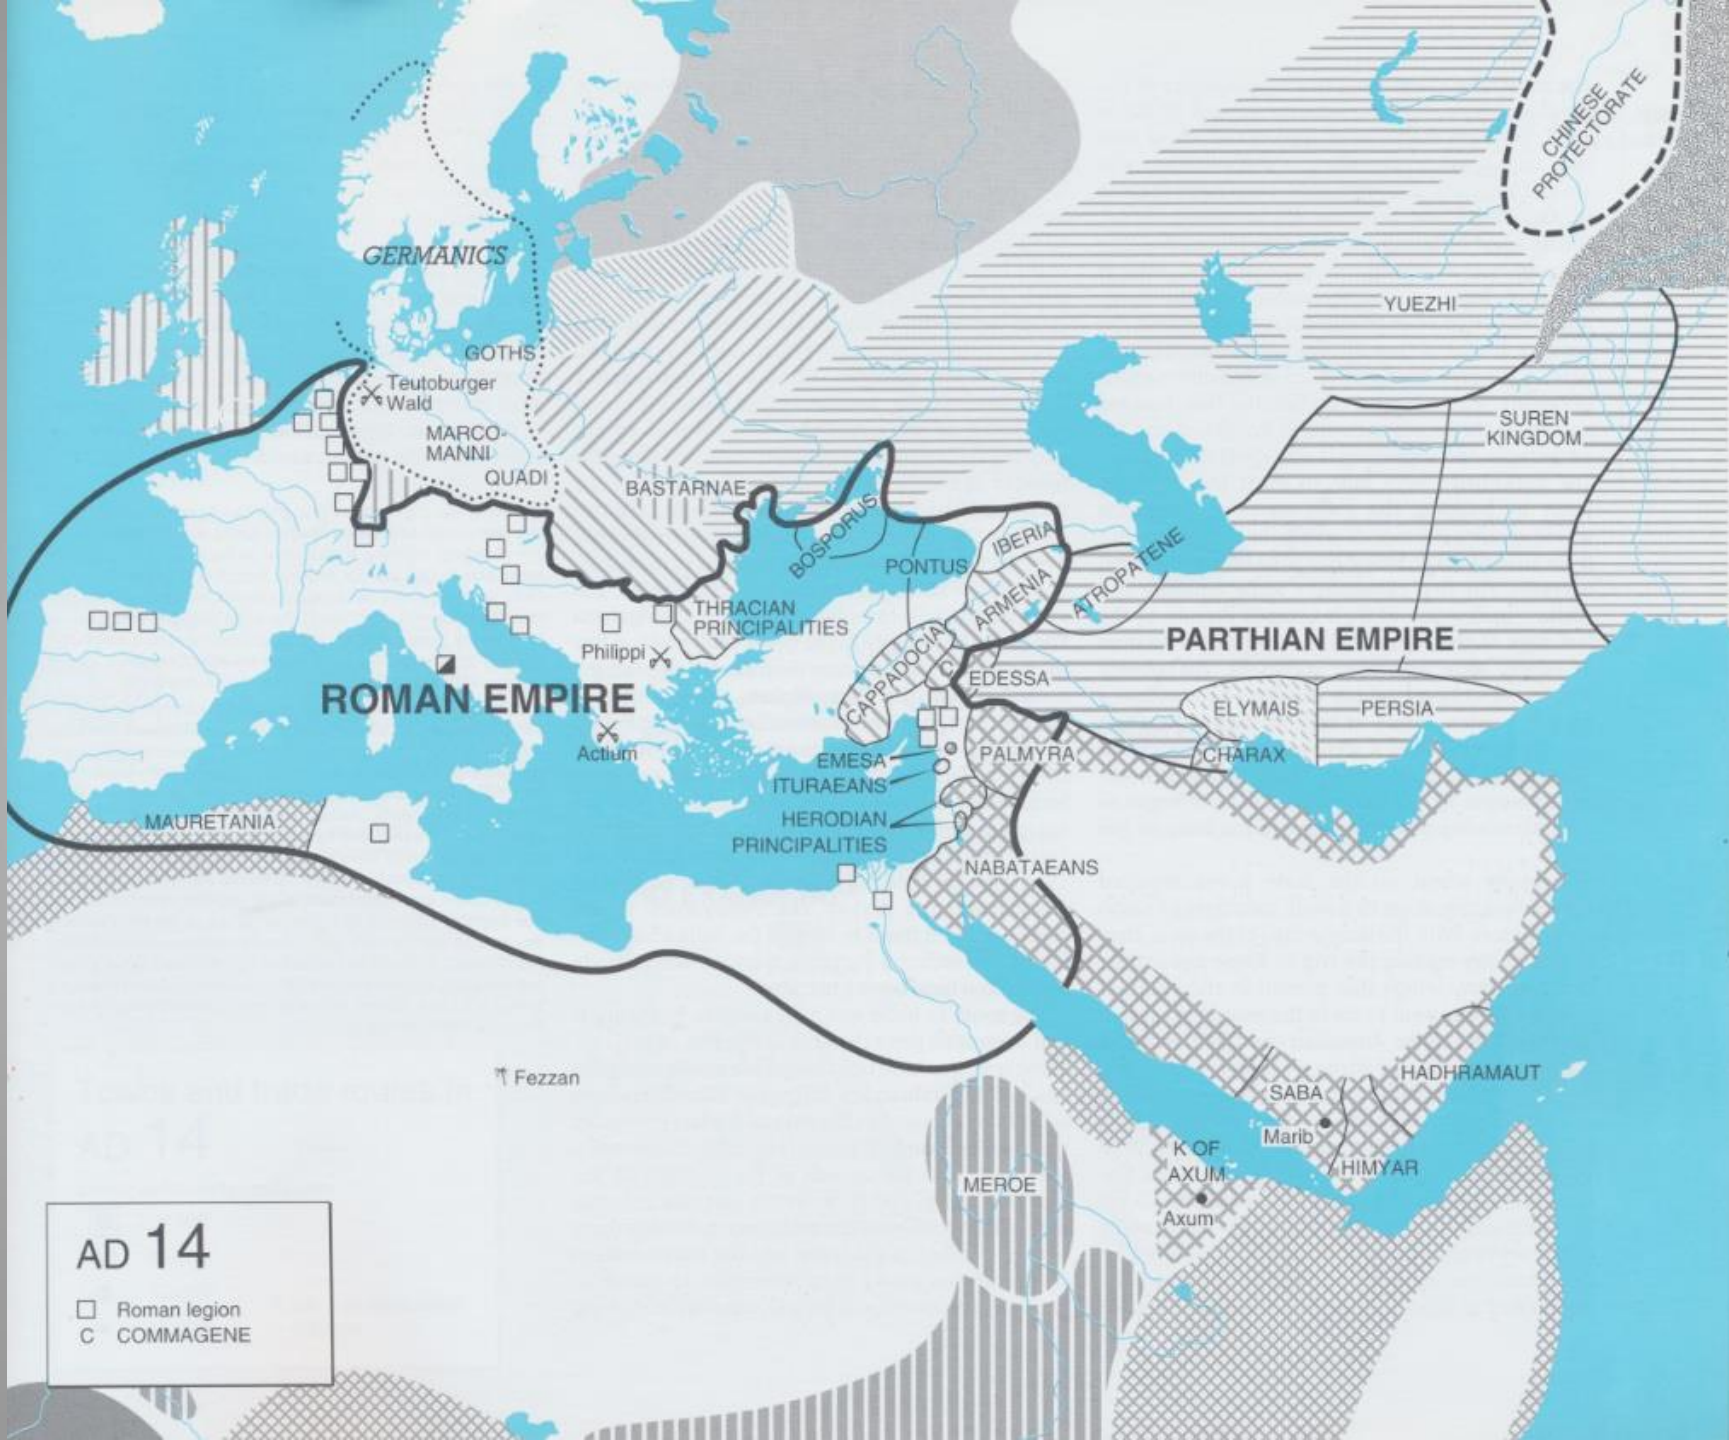 CHINESE
PROTECTORATE
GERMANICS
YUEZHI
GOTHS
Teutoburger
Wald
MARCO-
MANNI
QUADI
BASTARNAE
SUREN
KINGDOM
BOSPORUS
PONTUS
IBERIA
ARMENIA
ATROPATENE
THRACIAN
PRINCIPALITIES
PARTHIAN EMPIRE
Philippi
CAPPADOCIA
C
EDESSA
ROMAN EMPIRE
ELYMAIS
PERSIA
Actium
EMESA
PALMYRA
CHARAX
ITURAEANS
HERODIAN
PRINCIPALITIES
MAURETANIA
NABATAEANS
Fezzan
HADHRAMAUT
SABA
Marib
HIMYAR
K OF
AXUM
Axum
MEROE
AD 14
Roman legion
C COMMAGENE